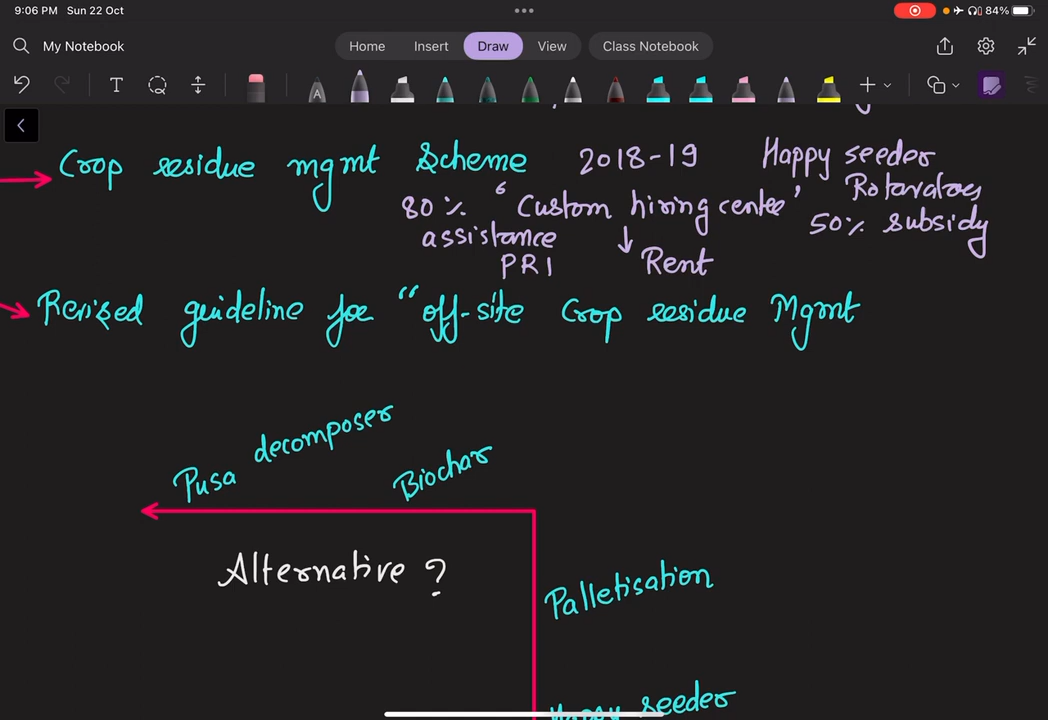 9:06 PM Sun 22 Oct
84%
My Notebook
Home Insert Draw View Class Notebook
T
A
Crop residue mgmt Scheme 2018-19 Happy seeder
Rotavators
80% 'Custom hiring center' 50% subsidy
assistance
PRI Rent
Revised guideline for "off-site Crop residue Mgmt
Pusa decomposer
Biochar
Alternative ?
Palletisation
Happy seeder